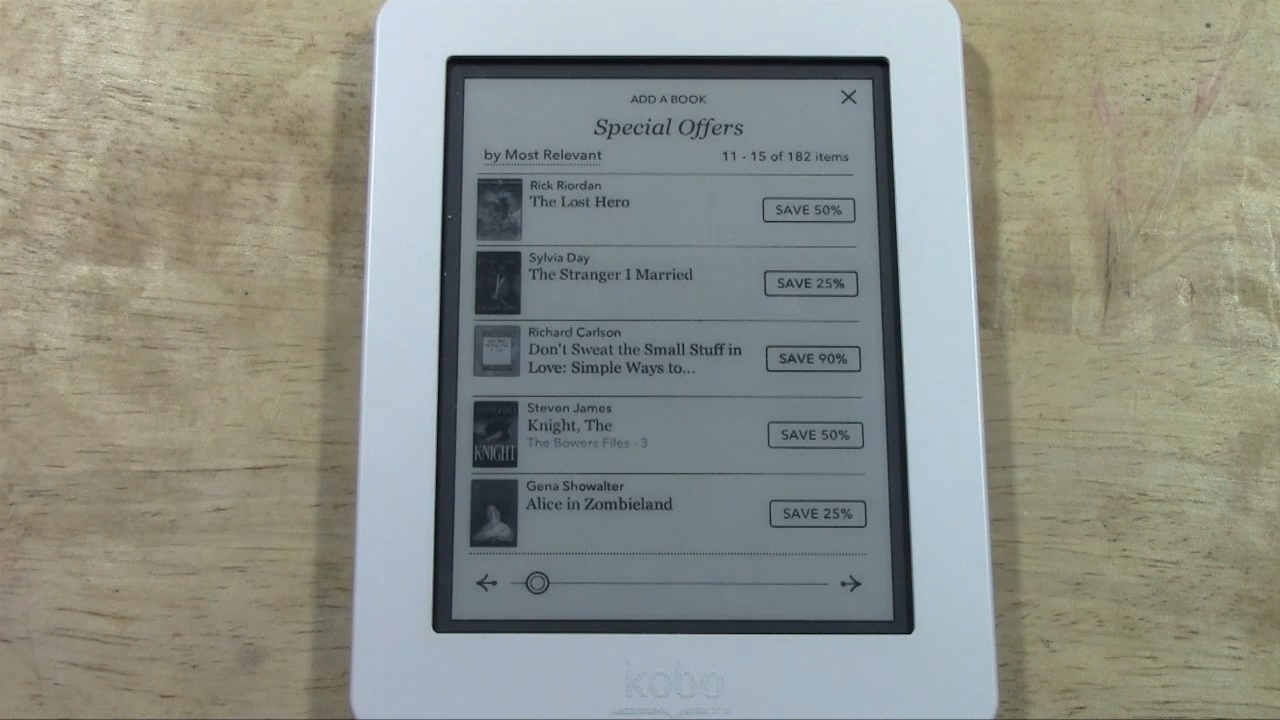 ADD A BOOK
Special Offers
by Most Relevant
11 - 15 of 182 items
Rick Riordan
The Lost Hero
SAVE 50%
Sylvia Day
The Stranger I Married
SAVE 25%
Richard Carlson
Don't Sweat the Small Stuff in
Love: Simple Ways to...
SAVE 90%
Steven James
Knight, The
The Bowers Files - 3
SAVE 50%
KNIGHT
Gena Showalter
Alice in Zombieland
SAVE 25%
kobo